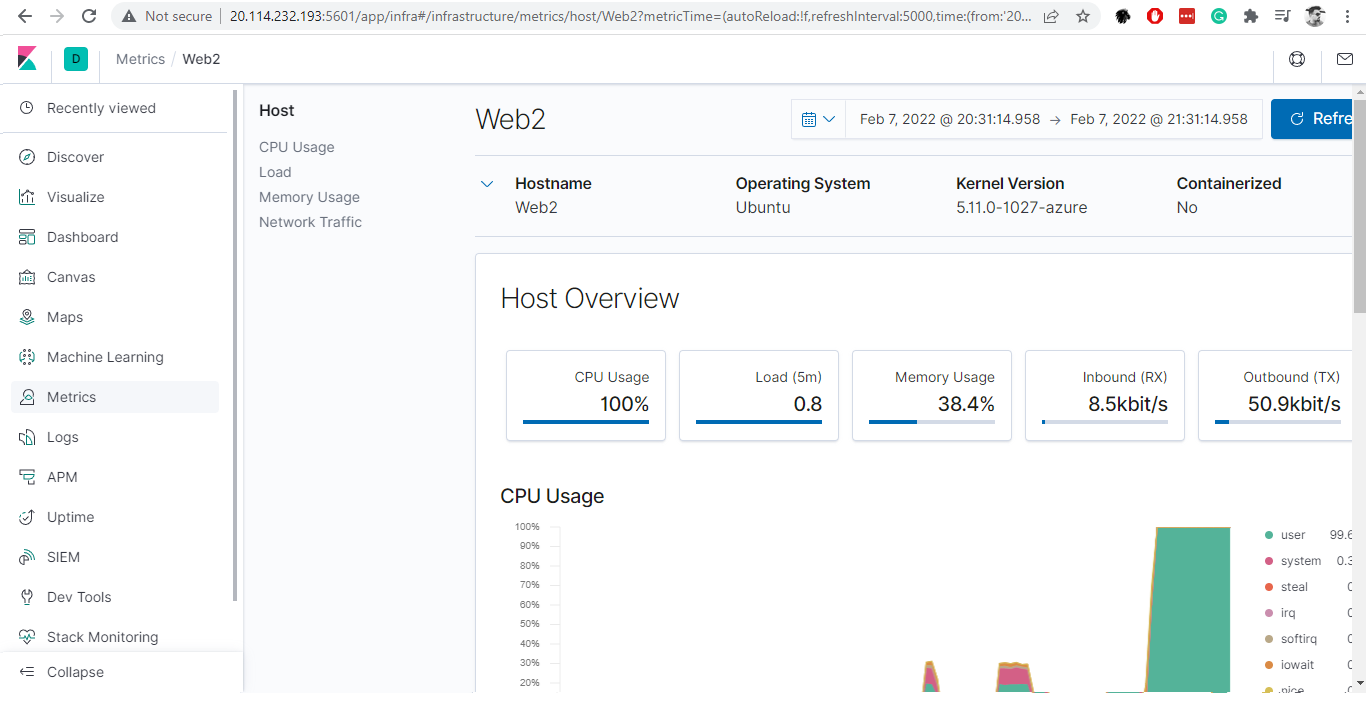 Not secure
20.114.232.193:5601/app/infra#/infrastructure/metrics/host/Web2?metricTime=(autoReload:!f,refreshInterval:5000,time:(from:'20...
D
Metrics / Web2
Recently viewed
Discover
Visualize
Dashboard
Canvas
Maps
Machine Learning
Metrics
Logs
APM
Uptime
SIEM
Dev Tools
Stack Monitoring
Collapse
Host
CPU Usage
Load
Memory Usage
Network Traffic
Web2
Feb 7, 2022 @ 20:31:14.958 → Feb 7, 2022 @ 21:31:14.958
Refre
Hostname Operating System Kernel Version Containerized
Web2 Ubuntu 5.11.0-1027-azure No
Host Overview
CPU Usage Load (5m) Memory Usage Inbound (RX) Outbound (TX)
100% 0.8 38.4% 8.5kbit/s 50.9kbit/s
CPU Usage
100%
90%
80%
70%
60%
50%
40%
30%
20%
user 99.6
system 0.3
steal 0
irq 0
softirq 0
iowait 0
nice